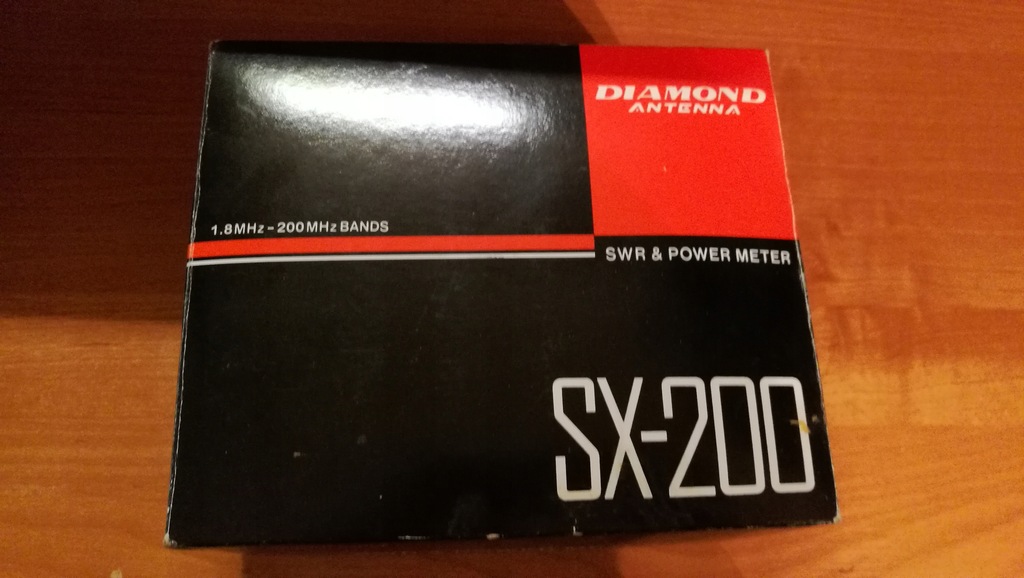 DIAMOND
ANTENNA
1.8MHz - 200MHz BANDS
SWR & POWER METER
SX-200